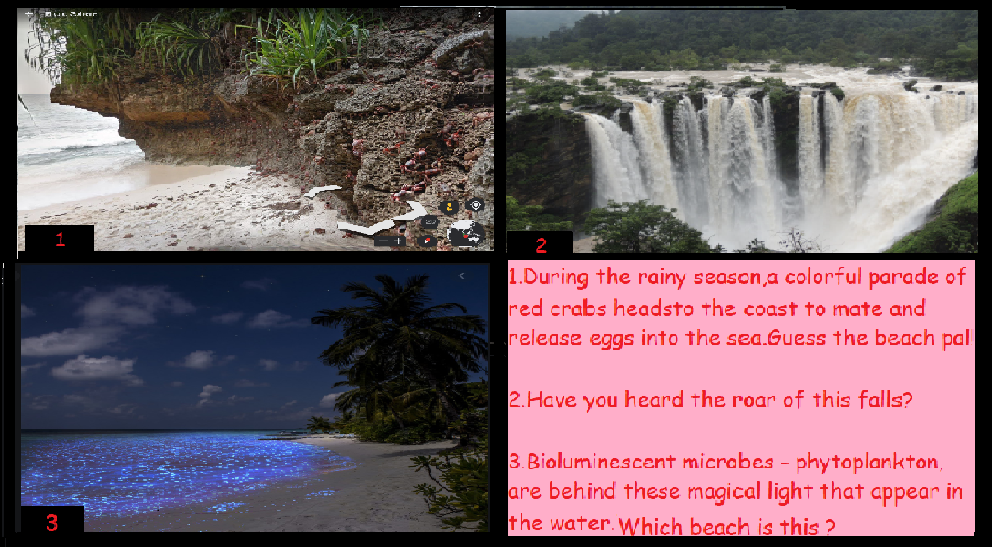 1
2
3
1.During the rainy season,a colorful parade of
red crabs headsto the coast to mate and
release eggs into the sea.Guess the beach pal
2.Have you heard the roar of this falls?
3.Bioluminescent microbes - phytoplankton,
are behind these magical light that appear in
the water. Which beach is this ?